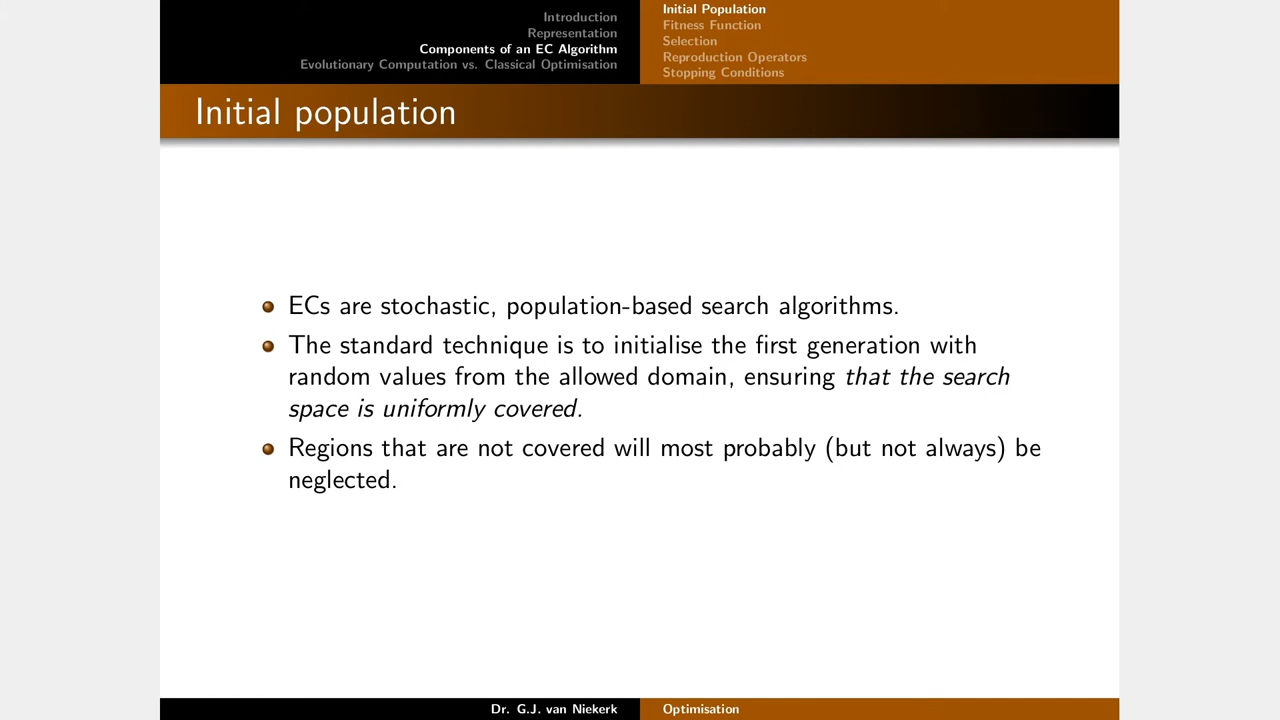 Introduction
Representation
Components of an EC Algorithm
Evolutionary Computation vs. Classical Optimisation
Initial Population
Fitness Function
Selection
Reproduction Operators
Stopping Conditions
Initial population
ECs are stochastic, population-based search algorithms.
The standard technique is to initialise the first generation with
random values from the allowed domain, ensuring that the search
space is uniformly covered.
Regions that are not covered will most probably (but not always) be
neglected.
Dr. G.J. van Niekerk
Optimisation